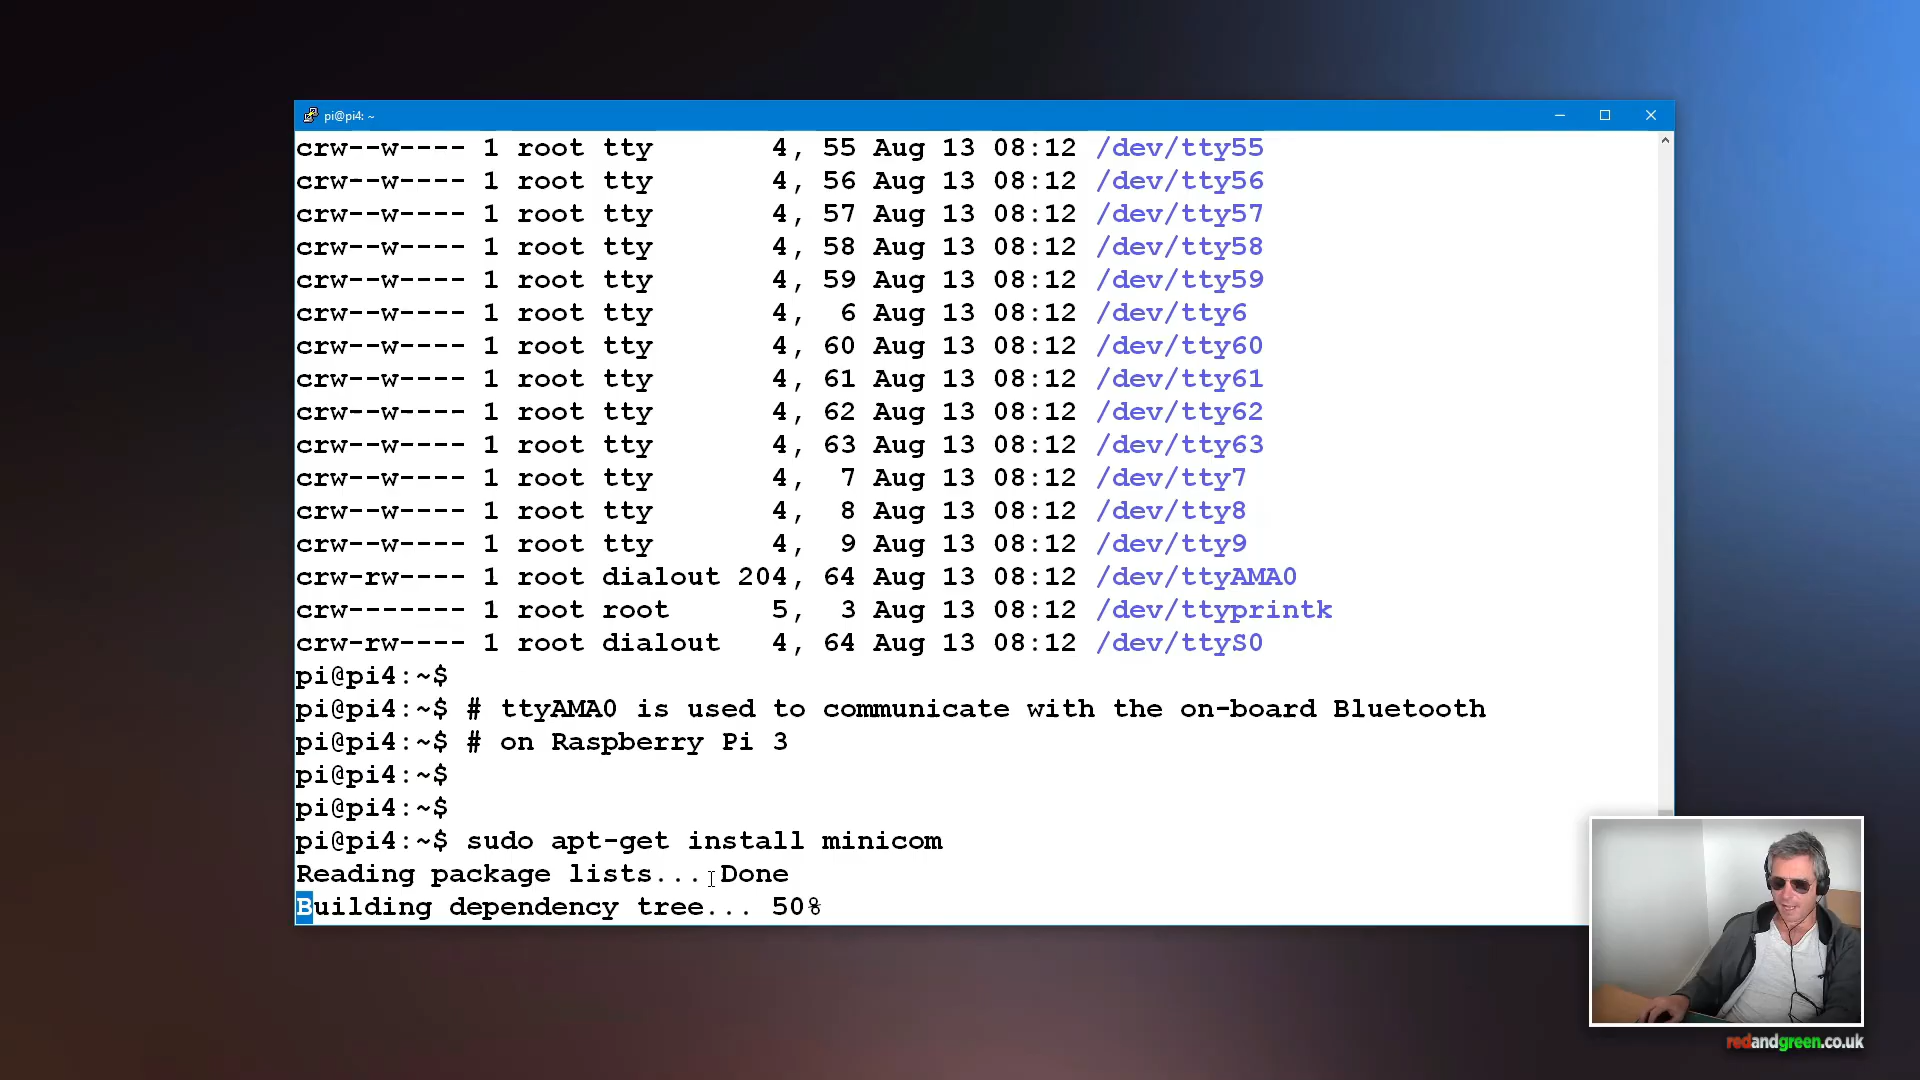 pi@pi4: ~
crw--w---- 1 root tty       4, 55 Aug 13 08:12 /dev/tty55
crw--w---- 1 root tty       4, 56 Aug 13 08:12 /dev/tty56
crw--w---- 1 root tty       4, 57 Aug 13 08:12 /dev/tty57
crw--w---- 1 root tty       4, 58 Aug 13 08:12 /dev/tty58
crw--w---- 1 root tty       4, 59 Aug 13 08:12 /dev/tty59
crw--w---- 1 root tty       4,  6 Aug 13 08:12 /dev/tty6
crw--w---- 1 root tty       4, 60 Aug 13 08:12 /dev/tty60
crw--w---- 1 root tty       4, 61 Aug 13 08:12 /dev/tty61
crw--w---- 1 root tty       4, 62 Aug 13 08:12 /dev/tty62
crw--w---- 1 root tty       4, 63 Aug 13 08:12 /dev/tty63
crw--w---- 1 root tty       4,  7 Aug 13 08:12 /dev/tty7
crw--w---- 1 root tty       4,  8 Aug 13 08:12 /dev/tty8
crw--w---- 1 root tty       4,  9 Aug 13 08:12 /dev/tty9
crw-rw---- 1 root dialout 204, 64 Aug 13 08:12 /dev/ttyAMA0
crw------- 1 root root      5,  3 Aug 13 08:12 /dev/ttyprintk
crw-rw---- 1 root dialout   4, 64 Aug 13 08:12 /dev/ttyS0
pi@pi4:~$
pi@pi4:~$ # ttyAMA0 is used to communicate with the on-board Bluetooth
pi@pi4:~$ # on Raspberry Pi 3
pi@pi4:~$
pi@pi4:~$
pi@pi4:~$ sudo apt-get install minicom
Reading package lists... Done
Building dependency tree... 50%
redandgreen.co.uk